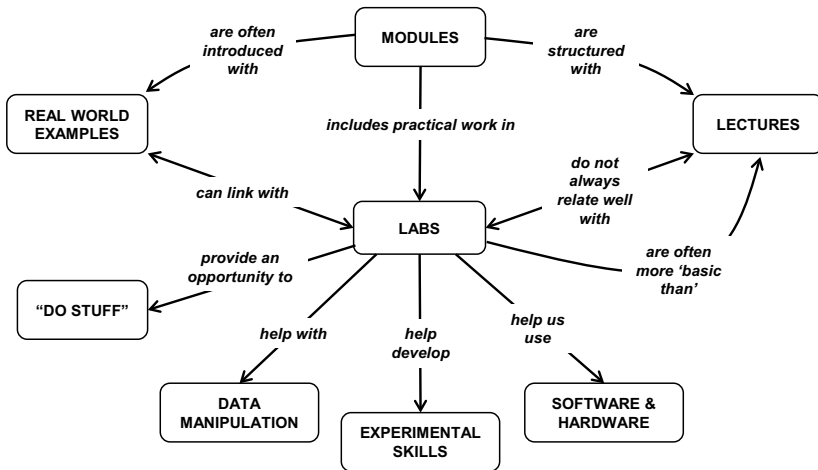 are often
introduced
with
MODULES
are
structured
with
REAL WORLD
EXAMPLES
includes practical work in
LECTURES
can link with
do not
always
relate well
with
LABS
provide an
opportunity to
are often
more ‘basic
than’
“DO STUFF”
help with
help
develop
help us
use
DATA
MANIPULATION
EXPERIMENTAL
SKILLS
SOFTWARE &
HARDWARE